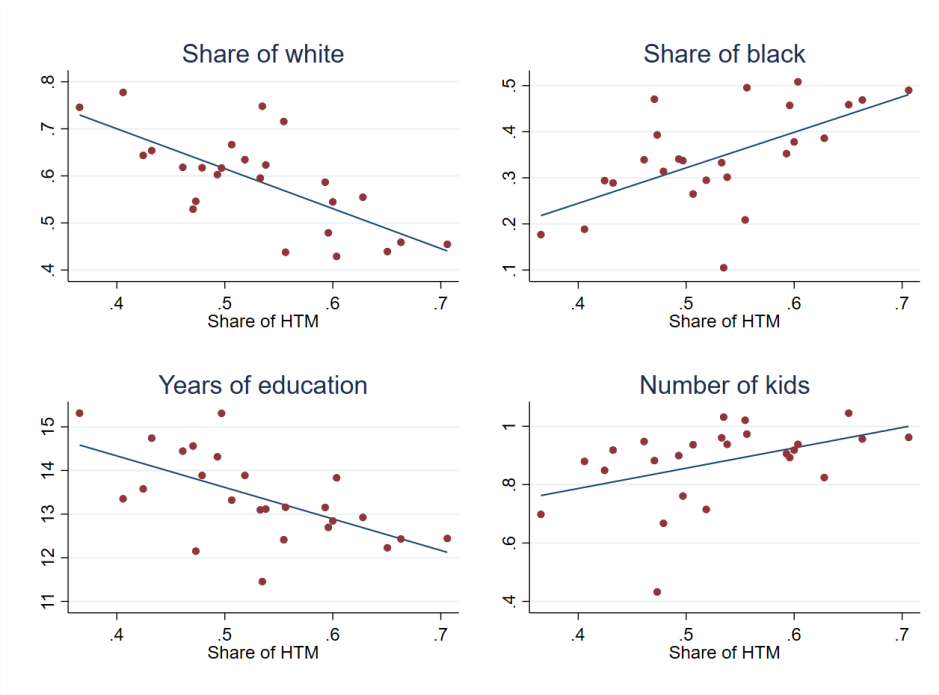 Share of white
.8
.7
.6
.5
.4
.4 .5 .6 .7
Share of HTM
Share of black
.5
.4
.3
.2
.1
.4 .5 .6 .7
Share of HTM
Years of education
15
14
13
12
11
.4 .5 .6 .7
Share of HTM
Number of kids
1
.8
.6
.4
.4 .5 .6 .7
Share of HTM